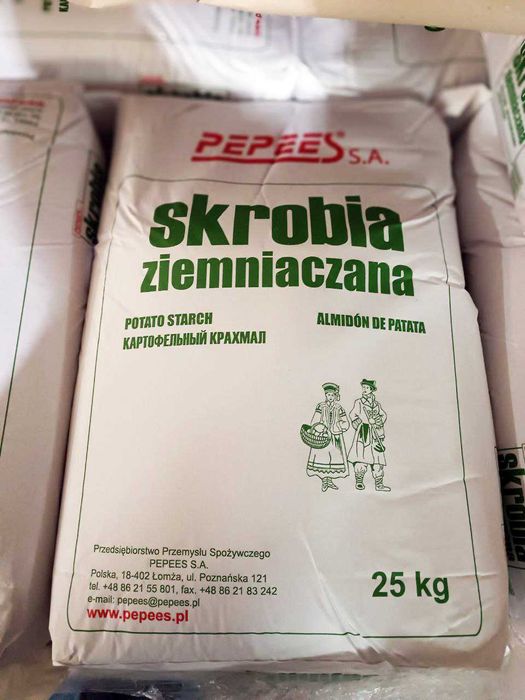 PEPEES® S.A.
skrobia
ziemniaczana
POTATO STARCH
КАРТОФЕЛЬНЫЙ КРАХМАЛ
ALMIDÓN DE PATATA
Przedsiębiorstwo Przemysłu Spożywczego
PEPEES S.A.
Polska, 18-402 Łomża, ul. Poznańska 121
tel. +48 86 21 55 801, fax, +48 86 21 83 242
e-mail: pepees@pepees.pl
www.pepees.pl
25 kg
skrobia